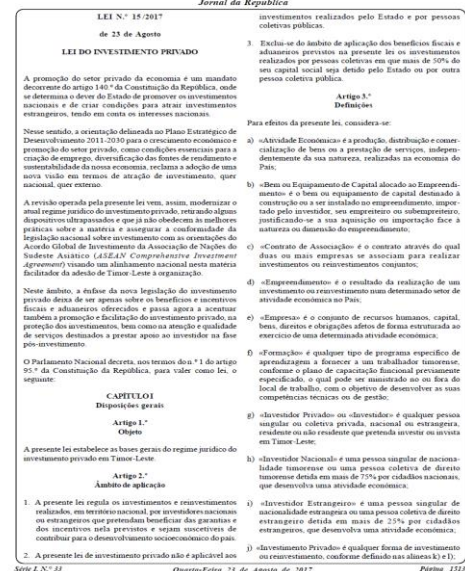 Jornal da República
LEI N.º 15/2017
de 23 de Agosto
LEI DO INVESTIMENTO PRIVADO
A promoção do setor privado da economia é um mandato
decorrente do artigo 140.º da Constituição da República, onde
se determina o dever do Estado de promover os investimentos
nacionais e de criar condições para atrair investimentos
estrangeiros, tendo em conta os interesses nacionais.
Nesse sentido, a orientação delineada no Plano Estratégico de
Desenvolvimento 2011-2030 para o crescimento económico e
promoção do setor privado, como condições essenciais para a
criação de emprego, diversificação das fontes de rendimento e
sustentabilidade da nossa economia, reclama a adoção de uma
nova visão em termos de atração de investimento, quer
nacional, quer externo.
A revisão operada pela presente lei vem, assim, modernizar o
atual regime jurídico do investimento privado, retirando alguns
dispositivos ultrapassados e que já não obedecem às melhores
práticas sobre a matéria e assegurar a conformidade da
legislação nacional sobre investimento com as orientações do
Acordo Global de Investimento da Associação de Nações do
Sudeste Asiático (ASEAN Comprehensive Investment
Agreement) visando um alinhamento nacional nesta matéria
facilitador da adesão de Timor-Leste à organização.
Neste âmbito, a ênfase da nova legislação do investimento
privado deixa de ser apenas sobre os benefícios e incentivos
fiscais e aduaneiros oferecidos e passa agora a acentuar
também a promoção e facilitação do investimento privado, na
proteção dos investimentos, bem como na atenção e qualidade
de serviços destinados a prestar apoio ao investidor na fase
pós-investimento.
O Parlamento Nacional decreta, nos termos do n.º 1 do artigo
95.º da Constituição da República, para valer como lei, o
seguinte:
CAPÍTULO I
Disposições gerais
Artigo 1.º
Objeto
A presente lei estabelece as bases gerais do regime jurídico do
investimento privado em Timor-Leste.
Artigo 2.º
Âmbito de aplicação
1. A presente lei regula os investimentos e reinvestimentos
realizados, em território nacional, por investidores nacionais
ou estrangeiros que pretendam beneficiar das garantias e
dos incentivos nela previstos e sejam suscetíveis de
contribuir para o desenvolvimento socioeconómico do país.
2. A presente lei de investimento privado não é aplicável aos
investimentos realizados pelo Estado e por pessoas
coletivas públicas.
3. Exclui-se do âmbito de aplicação dos benefícios fiscais e
aduaneiros previstos na presente lei os investimentos
realizados por pessoas coletivas em que mais de 50% do
seu capital social seja detido pelo Estado ou por outra
pessoa coletiva pública.
Artigo 3.º
Definições
Para efeitos da presente lei, considera-se:
a) «Atividade Económica» é a produção, distribuição e comer-
cialização de bens ou a prestação de serviços, indepen-
dentemente da sua natureza, realizadas na economia do
País;
b) «Bem ou Equipamento de Capital alocado ao Empreendi-
mento» é o bem ou equipamento de capital destinado à
construção ou a ser instalado no empreendimento, impor-
tado pelo investidor, seu empreiteiro ou subempreiteiro,
justificando-se a sua aquisição ou importação face à
natureza ou dimensão do empreendimento;
c) «Contrato de Associação» é o contrato através do qual
duas ou mais empresas se associam para realizar
investimentos ou reinvestimentos conjuntos;
d) «Empreendimento» é o resultado da realização de um
investimento ou reinvestimento num determinado setor de
atividade económica no País;
e) «Empresa» é o conjunto de recursos humanos, capital,
bens, direitos e obrigações afetos de forma estruturada ao
exercício de uma determinada atividade económica;
f) «Formação» é qualquer tipo de programa específico de
aprendizagem a fornecer a um trabalhador timorense,
conforme o plano de capacitação funcional previamente
especificado, o qual pode ser ministrado no ou fora do
local de trabalho, com o objetivo de desenvolver as suas
competências técnicas ou de gestão;
g) «Investidor Privado» ou «Investidor» é qualquer pessoa
singular ou coletiva privada, nacional ou estrangeira,
residente ou não residente que pretenda investir ou invista
em Timor-Leste;
h) «Investidor Nacional» é uma pessoa singular de naciona-
lidade timorense ou uma pessoa coletiva de direito
timorense detida em mais de 75% por cidadãos nacionais,
que desenvolva uma atividade económica;
i) «Investidor Estrangeiro» é uma pessoa singular de
nacionalidade estrangeira ou uma pessoa coletiva de direito
estrangeiro detida em mais de 25% por cidadãos
estrangeiros, que desenvolva uma atividade económica;
j) «Investimento Privado» é qualquer forma de investimento
ou reinvestimento, conforme definido nas alíneas k) e l);
Série I, N.º 33
Quarta-Feira, 23 de Agosto de 2017
Página 1513